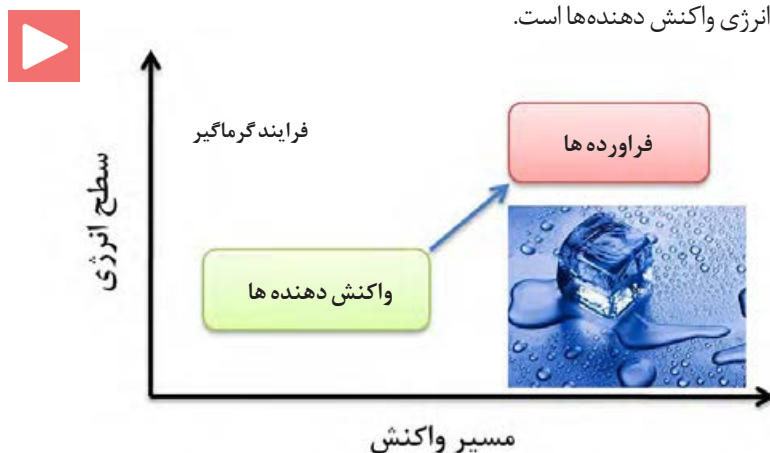 انرژی واکنش دهنده‌ها است.
فرایند گرماگیر
فراورده ها
سطح انرژی
واکنش دهنده ها
مسیر واکنش